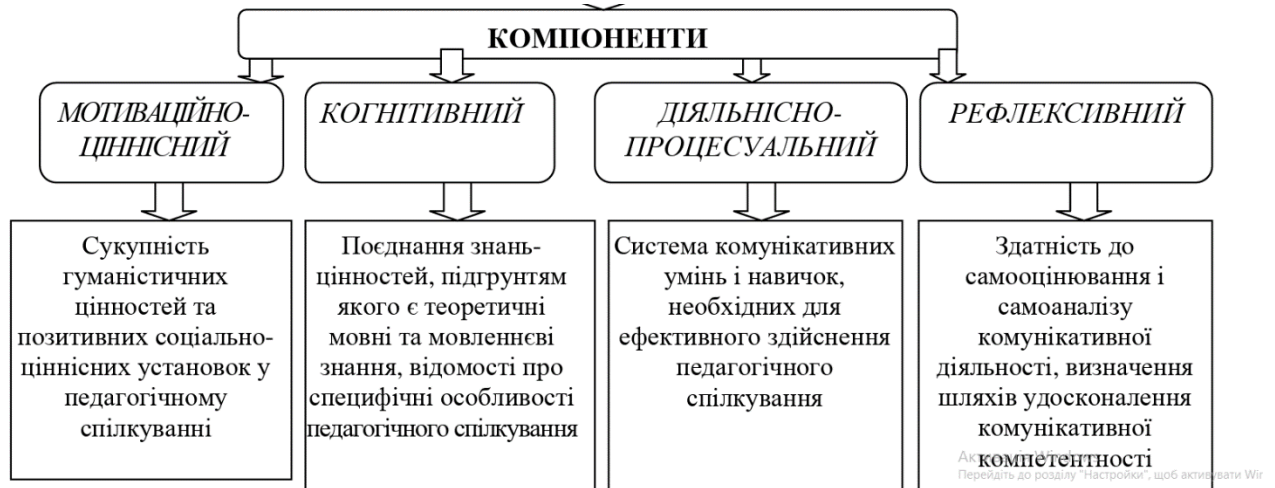 КОМПОНЕНТИ
МОТИВАЦІЙНО-
ЦІННІСНИЙ
КОГНІТИВНИЙ
ДІЯЛЬНІСНО-
ПРОЦЕСУАЛЬНИЙ
РЕФЛЕКСИВНИЙ
Сукупність
гуманістичних
цінностей та
позитивних соціально-
ціннісних установок у
педагогічному
спілкуванні
Поєднання знань-
цінностей, підгрунтям
якого є теоретичні
мовні та мовленнєві
знання, відомості про
специфічні особливості
педагогічного спілкування
Система комунікативних
умінь і навичок,
необхідних для
ефективного здійснення
педагогічного
спілкування
Здатність до
самооцінювання і
самоаналізу
комунікативної
діяльності, визначення
шляхів удосконалення
комунікативної
компетентності
Перейдіть до розділу "Настройки", щоб активувати Wir